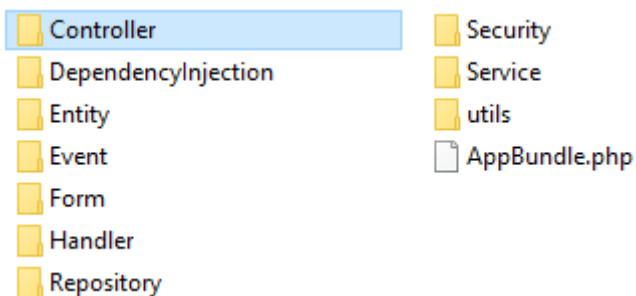 Controller
DependencyInjection
Entity
Event
Form
Handler
Repository
Security
Service
utils
AppBundle.php